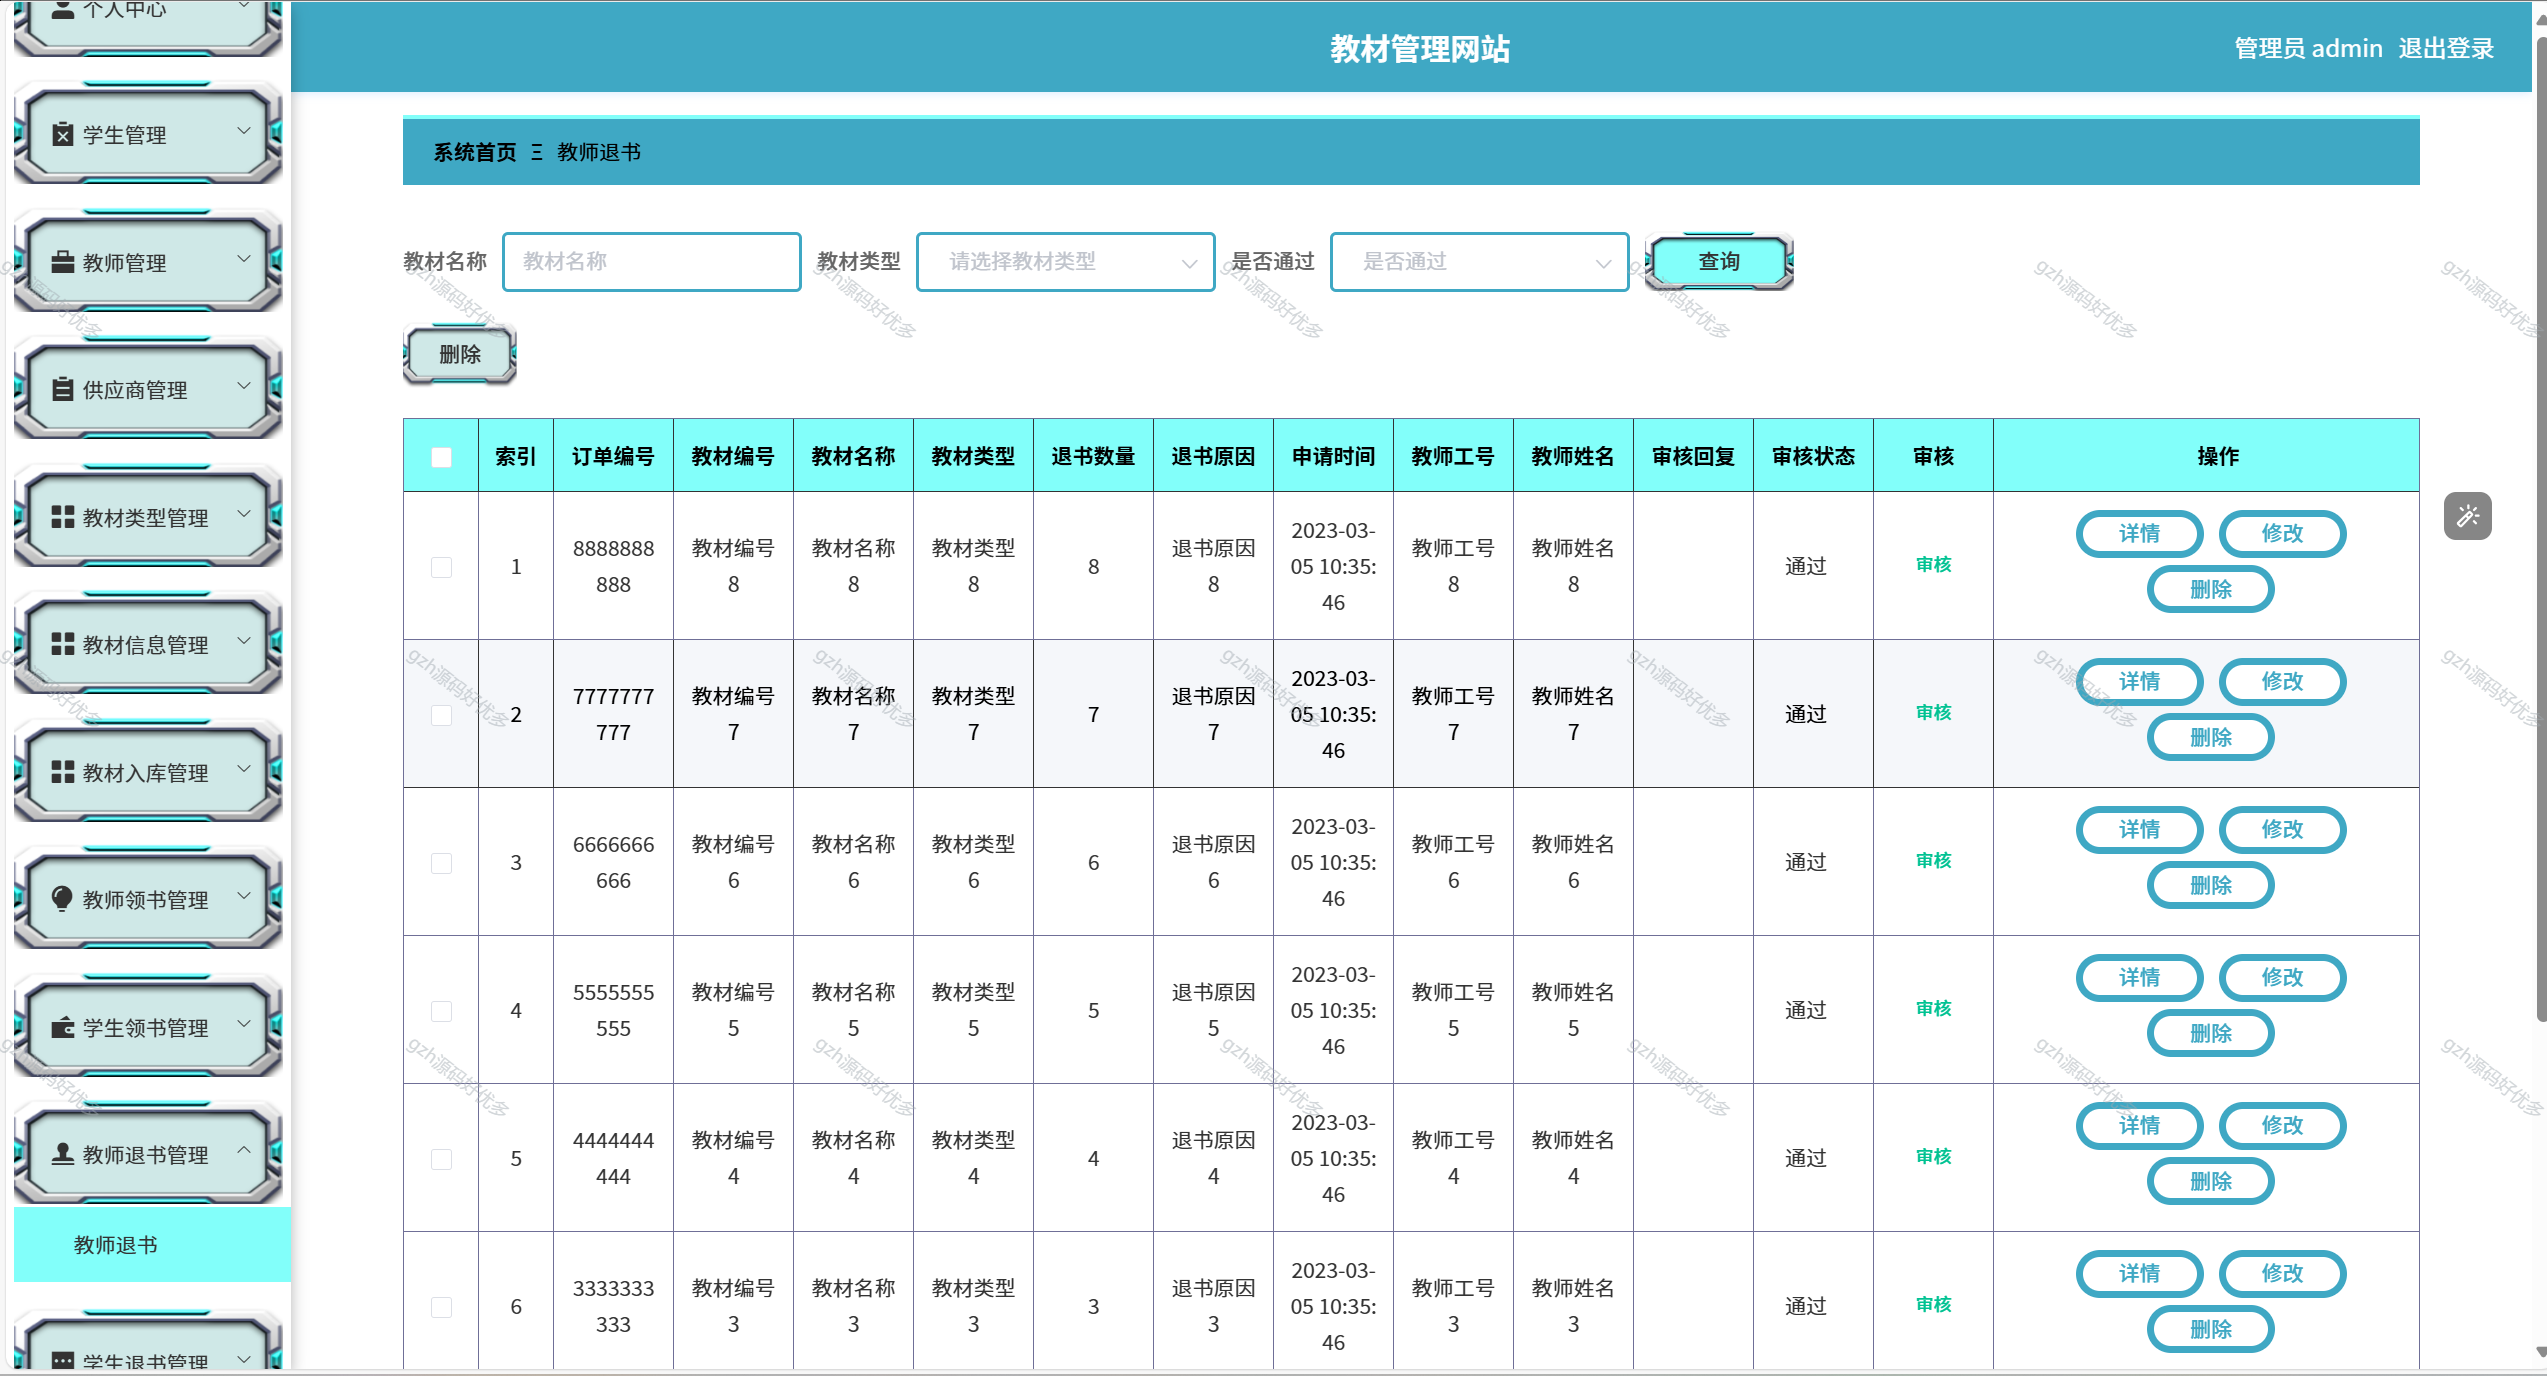 教材管理网站
管理员 admin 退出登录
个人中心
学生管理
教师管理
供应商管理
教材类型管理
教材信息管理
教材入库管理
教师领书管理
学生领书管理
教师退书管理
教师退书
学生退书管理
系统首页 Ξ 教师退书
教材名称 教材名称 教材类型 请选择教材类型 是否通过 是否通过 查询
删除
索引 订单编号 教材编号 教材名称 教材类型 退书数量 退书原因 申请时间 教师工号 教师姓名 审核回复 审核状态 审核 操作
1 8888888888 教材编号8 教材名称8 教材类型8 8 退书原因8 2023-03-05 10:35:46 教师工号8 教师姓名8 通过 审核 详情 修改 删除
2 7777777777 教材编号7 教材名称7 教材类型7 7 退书原因7 2023-03-05 10:35:46 教师工号7 教师姓名7 通过 审核 详情 修改 删除
3 6666666666 教材编号6 教材名称6 教材类型6 6 退书原因6 2023-03-05 10:35:46 教师工号6 教师姓名6 通过 审核 详情 修改 删除
4 5555555555 教材编号5 教材名称5 教材类型5 5 退书原因5 2023-03-05 10:35:46 教师工号5 教师姓名5 通过 审核 详情 修改 删除
5 4444444444 教材编号4 教材名称4 教材类型4 4 退书原因4 2023-03-05 10:35:46 教师工号4 教师姓名4 通过 审核 详情 修改 删除
6 3333333333 教材编号3 教材名称3 教材类型3 3 退书原因3 2023-03-05 10:35:46 教师工号3 教师姓名3 通过 审核 详情 修改 删除
gzh源码好优多